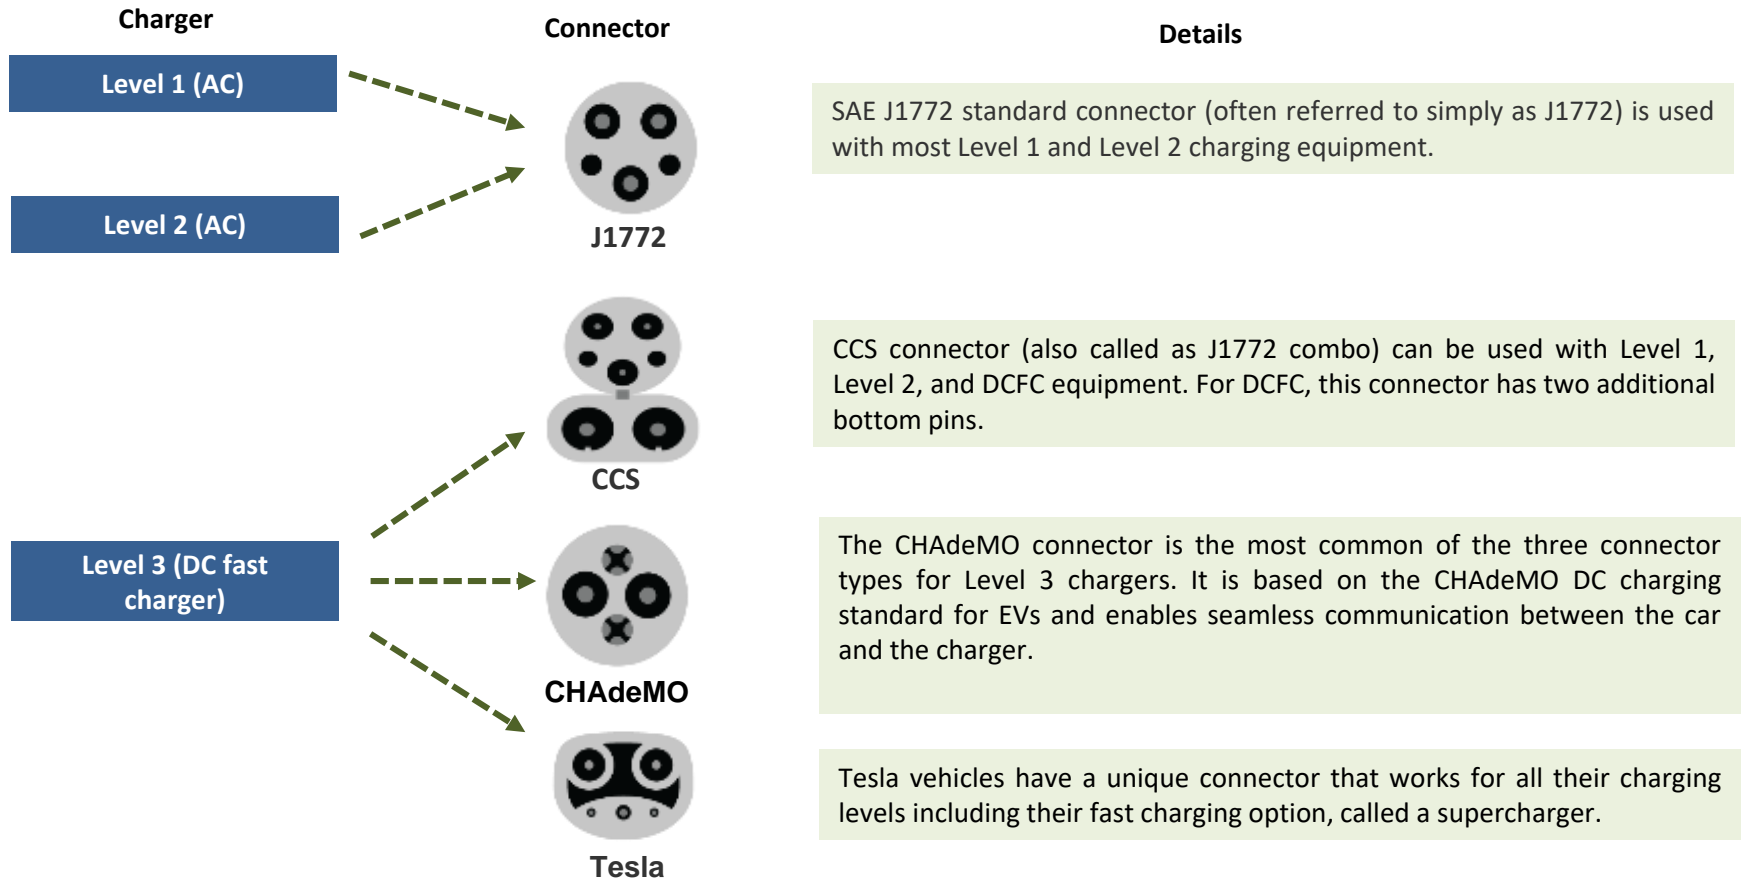 Charger
Connector
Details
Level 1 (AC)
SAE J1772 standard connector (often referred to simply as J1772) is used
with most Level 1 and Level 2 charging equipment.
Level 2 (AC)
J1772
CCS connector (also called as J1772 combo) can be used with Level 1,
Level 2, and DCFC equipment. For DCFC, this connector has two additional
bottom pins.
CCS
Level 3 (DC fast
charger)
The CHAdeMO connector is the most common of the three connector
types for Level 3 chargers. It is based on the CHAdeMO DC charging
standard for EVs and enables seamless communication between the car
and the charger.
CHAdeMO
Tesla vehicles have a unique connector that works for all their charging
levels including their fast charging option, called a supercharger.
Tesla